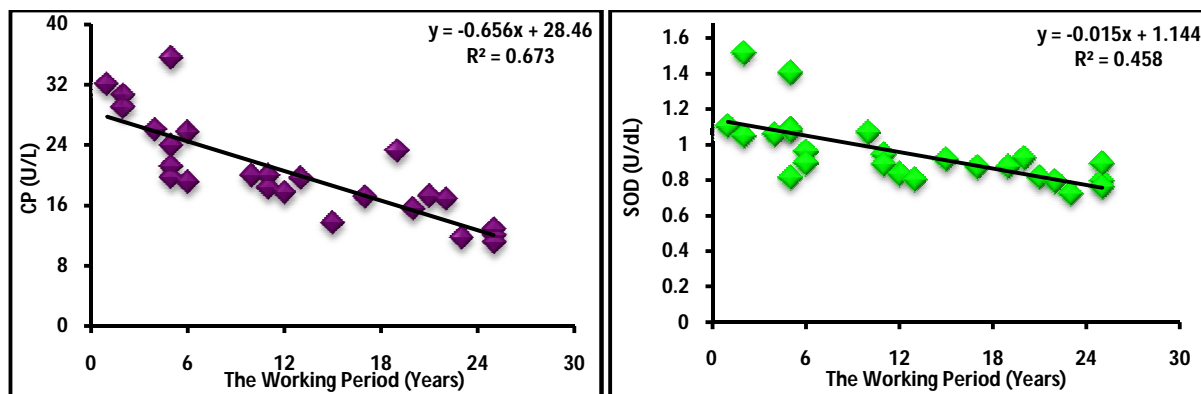 y = -0.656x + 28.46
R² = 0.673
CP (U/L)
40
32
24
16
8
0
0 6 12 18 24 30
The Working Period (Years)
y = -0.015x + 1.144
R² = 0.458
SOD (U/dL)
1.6
1.4
1.2
1
0.8
0.6
0.4
0.2
0
0 6 12 18 24 30
The Working Period (Years)